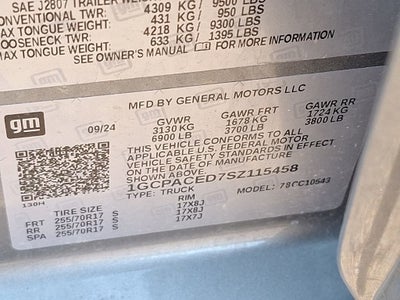 SAE J2807 TRAILER WEIGHT
CONVENTIONAL TWR: 4309 KG / 9500 LBS
MAX TONGUE WT: 431 KG / 950 LBS
GOOSENECK TWR: 4218 KG / 9300 LBS
MAX TONGUE WT: 633 KG / 1395 LBS
SEE OWNER'S MANUAL FOR MORE INFORMATION
gm
MFD BY GENERAL MOTORS LLC
09/24 GVWR GAWR FRT GAWR RR
3130 KG 1678 KG 1724 KG
6900 LB 3700 LB 3800 LB
THIS VEHICLE CONFORMS TO ALL APPLICABLE U.S. FEDERAL MOTOR
VEHICLE SAFETY STANDARDS IN EFFECT
ON THE DATE OF MANUFACTURE SHOWN ABOVE.
1GCPACED7SZ115458
130H TYPE: TRUCK MODEL:
TIRE SIZE RIM
FRT 255/70R17 S 17X8J
RR 255/70R17 S 17X8J
SPA 255/70R17 S 17X7J